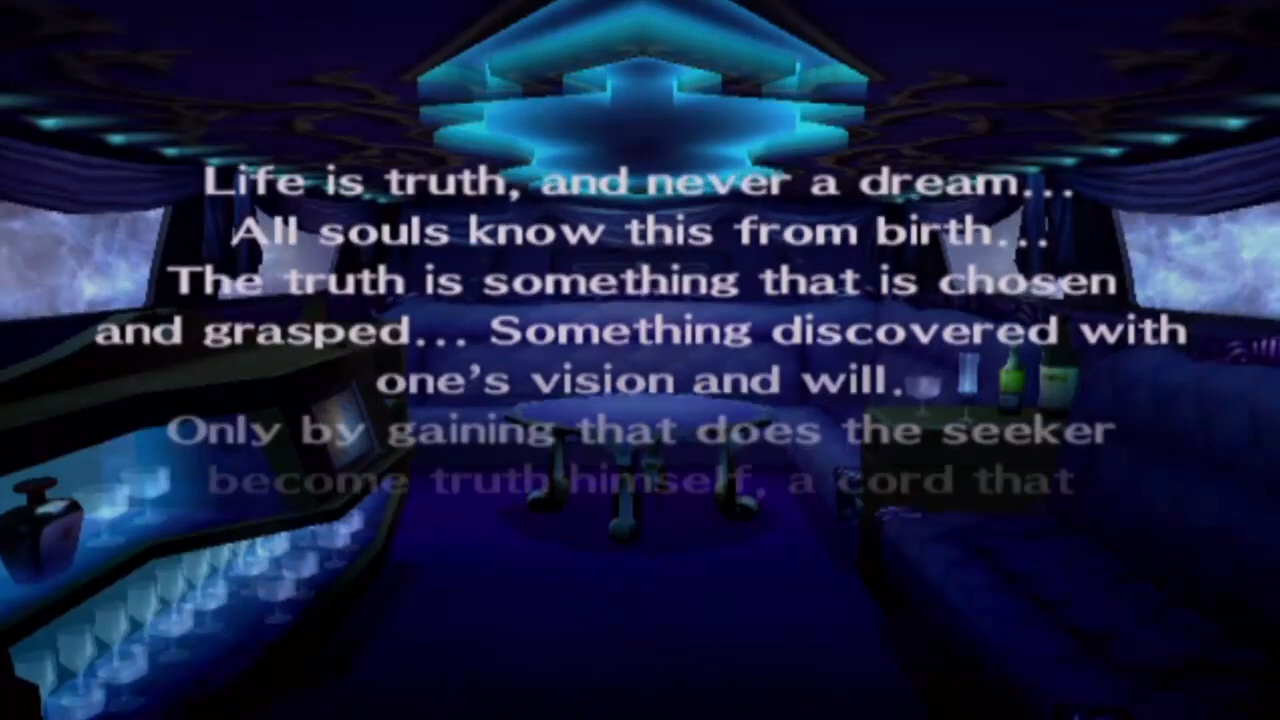 Life is truth, and never a dream...
All souls know this from birth...
The truth is something that is chosen
and grasped... Something discovered with
one's vision and will.
Only by gaining that does the seeker
become truth himself, a cord that